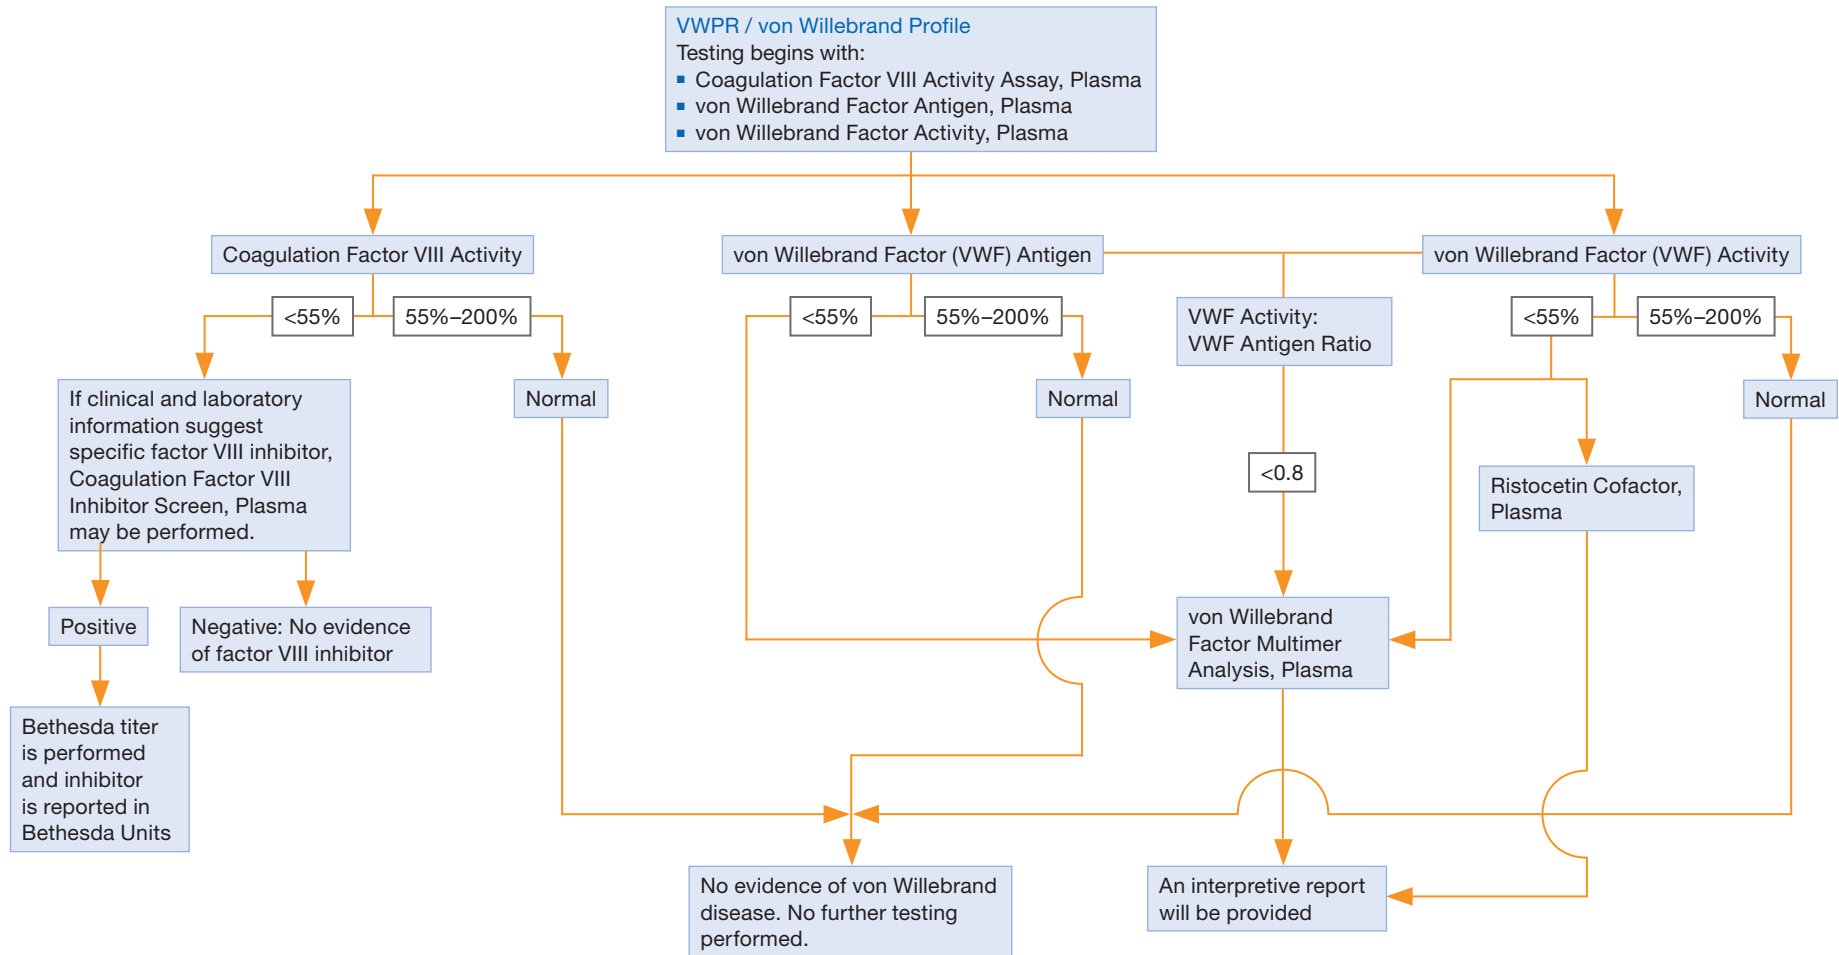 VWPR / von Willebrand Profile
Testing begins with:
▪ Coagulation Factor VIII Activity Assay, Plasma
▪ von Willebrand Factor Antigen, Plasma
▪ von Willebrand Factor Activity, Plasma
Coagulation Factor VIII Activity
von Willebrand Factor (VWF) Antigen
von Willebrand Factor (VWF) Activity
<55%
55%–200%
<55%
55%–200%
VWF Activity:
VWF Antigen Ratio
<55%
55%–200%
If clinical and laboratory
information suggest
specific factor VIII inhibitor,
Coagulation Factor VIII
Inhibitor Screen, Plasma
may be performed.
Normal
Normal
Normal
<0.8
Ristocetin Cofactor,
Plasma
Positive
Negative: No evidence
of factor VIII inhibitor
von Willebrand
Factor Multimer
Analysis, Plasma
Bethesda titer
is performed
and inhibitor
is reported in
Bethesda Units
No evidence of von Willebrand
disease. No further testing
performed.
An interpretive report
will be provided